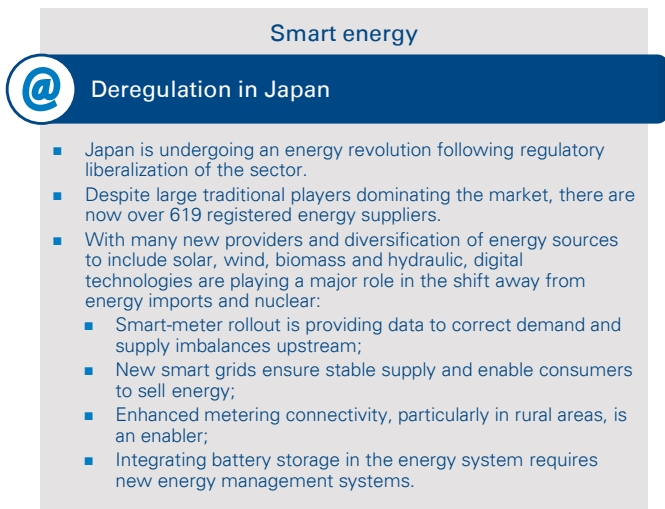 Smart energy
@ Deregulation in Japan
■ Japan is undergoing an energy revolution following regulatory
liberalization of the sector.
■ Despite large traditional players dominating the market, there are
now over 619 registered energy suppliers.
■ With many new providers and diversification of energy sources
to include solar, wind, biomass and hydraulic, digital
technologies are playing a major role in the shift away from
energy imports and nuclear:
■ Smart-meter rollout is providing data to correct demand and
supply imbalances upstream;
■ New smart grids ensure stable supply and enable consumers
to sell energy;
■ Enhanced metering connectivity, particularly in rural areas, is
an enabler;
■ Integrating battery storage in the energy system requires
new energy management systems.